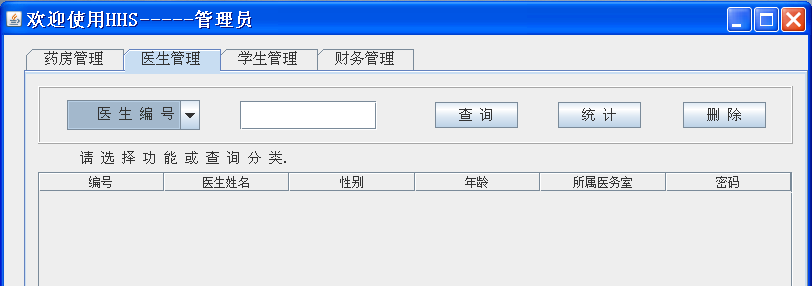 欢迎使用HHS-----管理员
药房管理 医生管理 学生管理 财务管理
医 生 编 号 查 询 统 计 删 除
请 选 择 功 能 或 查 询 分 类.
编号 医生姓名 性别 年龄 所属医务室 密码